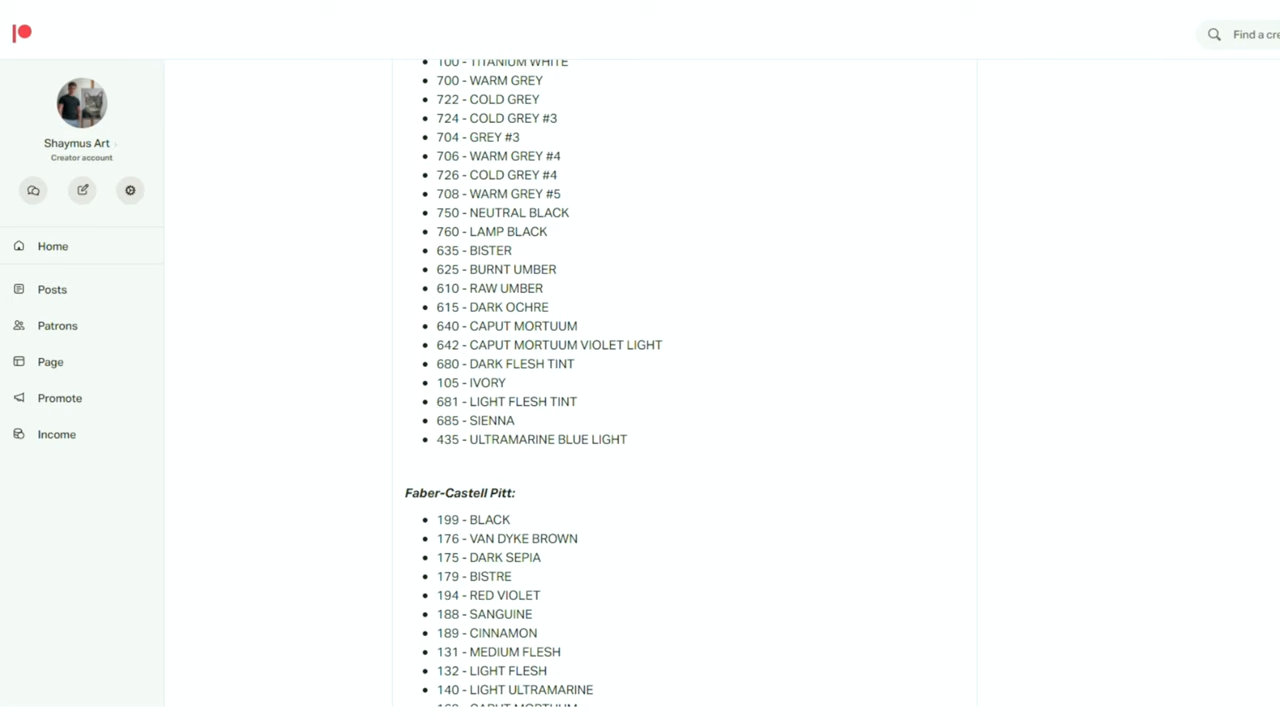 Find a cre
Shaymus Art
Creator account
Home
Posts
Patrons
Page
Promote
Income
100 - TITANIUM WHITE
700 - WARM GREY
722 - COLD GREY
724 - COLD GREY #3
704 - GREY #3
706 - WARM GREY #4
726 - COLD GREY #4
708 - WARM GREY #5
750 - NEUTRAL BLACK
760 - LAMP BLACK
635 - BISTER
625 - BURNT UMBER
610 - RAW UMBER
615 - DARK OCHRE
640 - CAPUT MORTUUM
642 - CAPUT MORTUUM VIOLET LIGHT
680 - DARK FLESH TINT
105 - IVORY
681 - LIGHT FLESH TINT
685 - SIENNA
435 - ULTRAMARINE BLUE LIGHT
Faber-Castell Pitt:
199 - BLACK
176 - VAN DYKE BROWN
175 - DARK SEPIA
179 - BISTRE
194 - RED VIOLET
188 - SANGUINE
189 - CINNAMON
131 - MEDIUM FLESH
132 - LIGHT FLESH
140 - LIGHT ULTRAMARINE
CAPUT MORTUUM